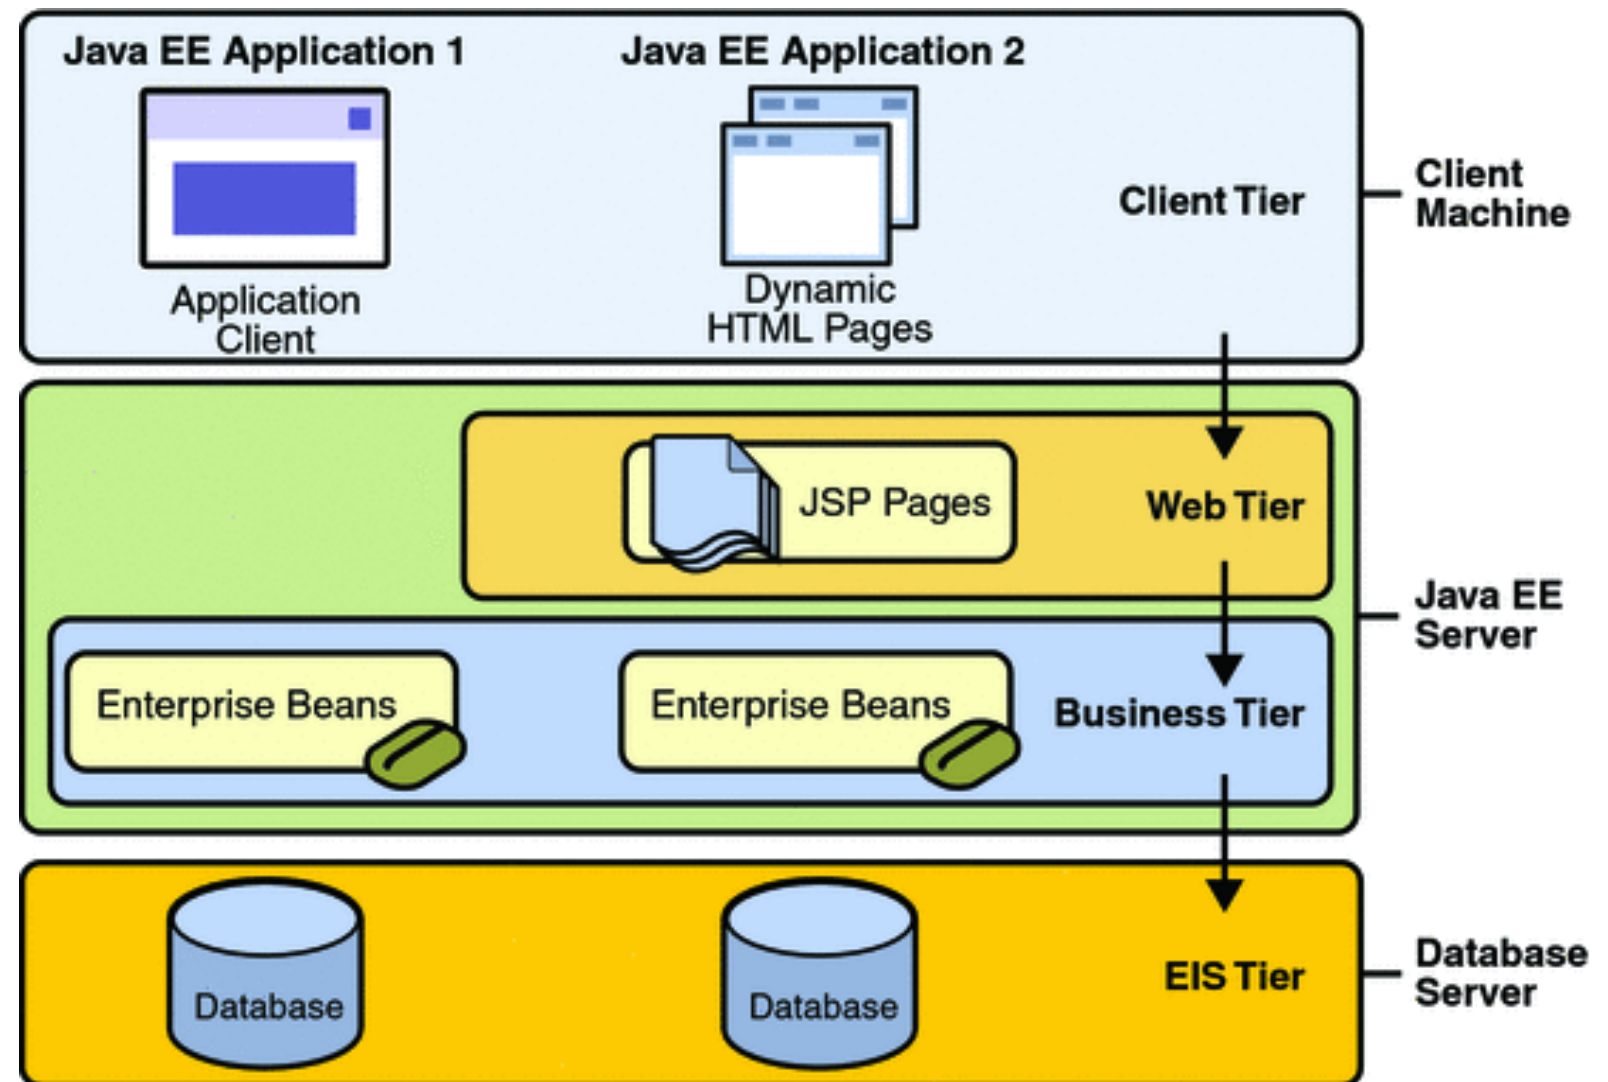 Java EE Application 1
Java EE Application 2
Application
Client
Dynamic
HTML Pages
Client Tier
Client
Machine
JSP Pages
Web Tier
Java EE
Server
Enterprise Beans
Enterprise Beans
Business Tier
Database
Database
EIS Tier
Database
Server